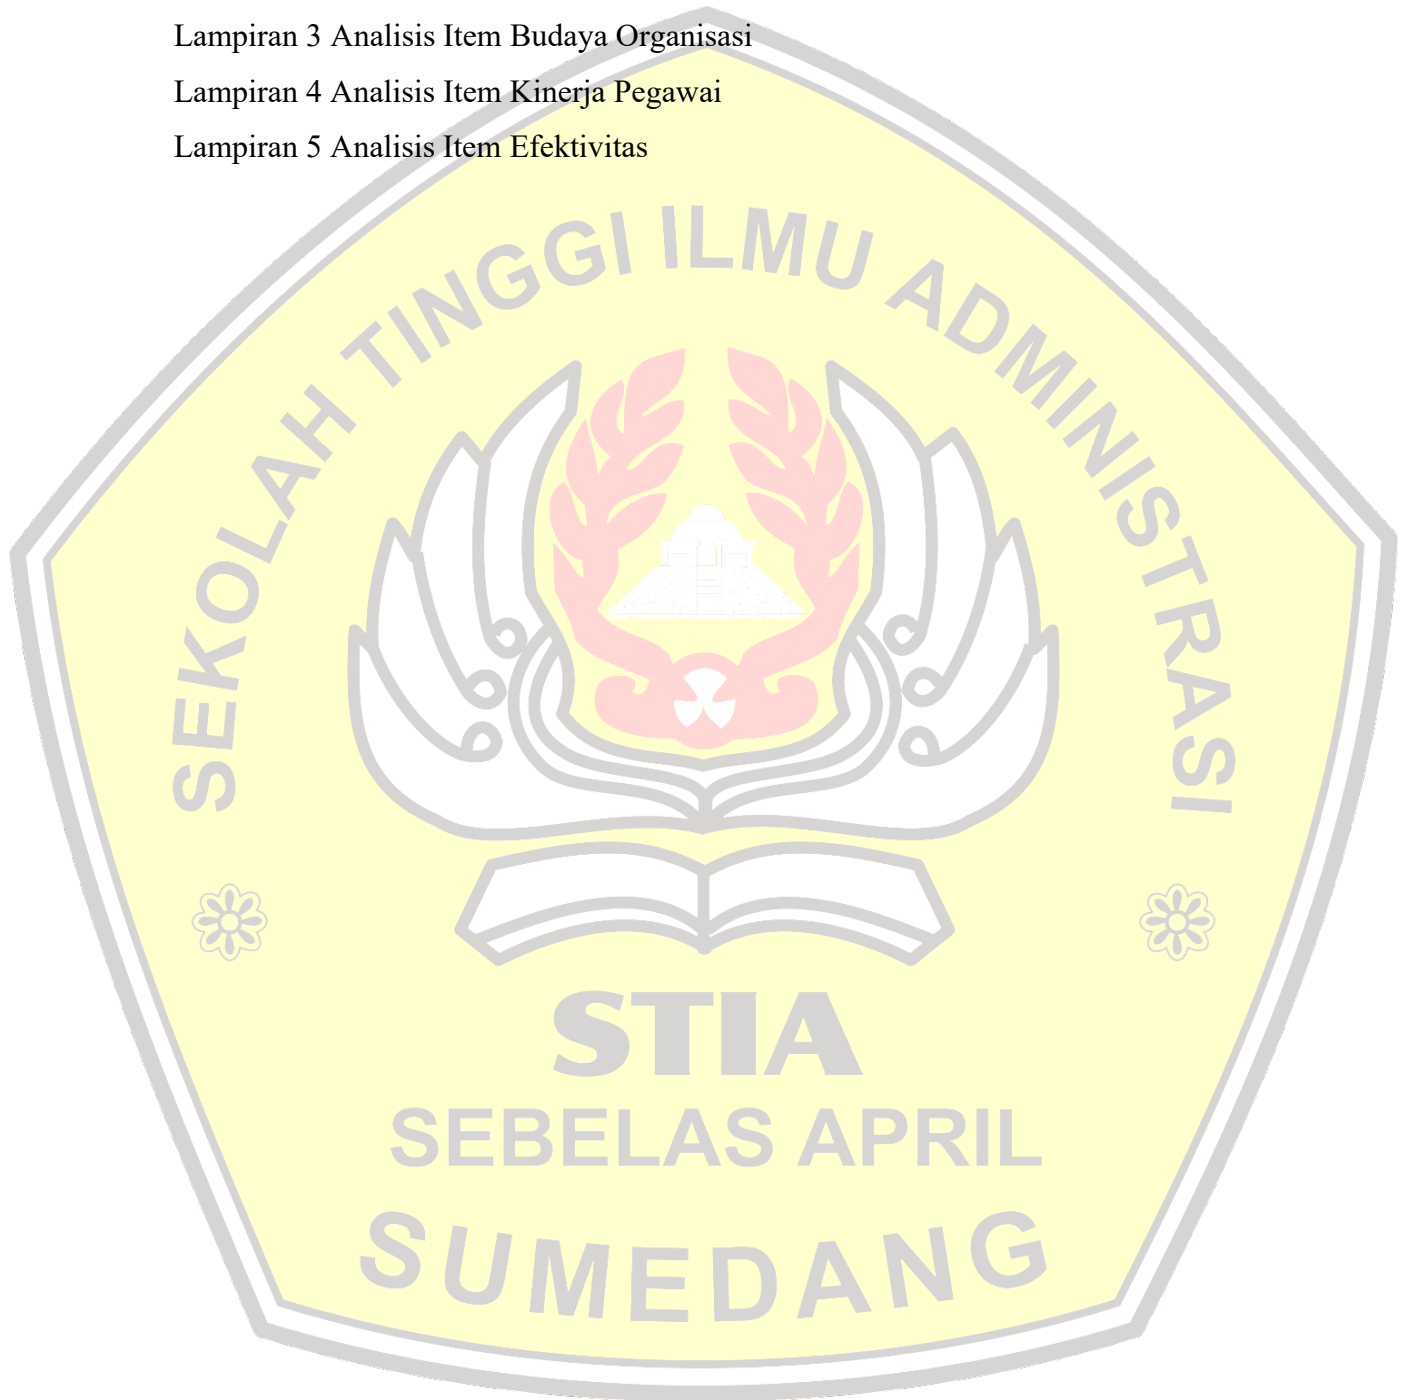 Lampiran 3 Analisis Item Budaya Organisasi
Lampiran 4 Analisis Item Kinerja Pegawai
Lampiran 5 Analisis Item Efektivitas
SEKOLAH TINGGI ILMU ADMINISTRASI
STIA
SEBELAS APRIL
SUMEDANG